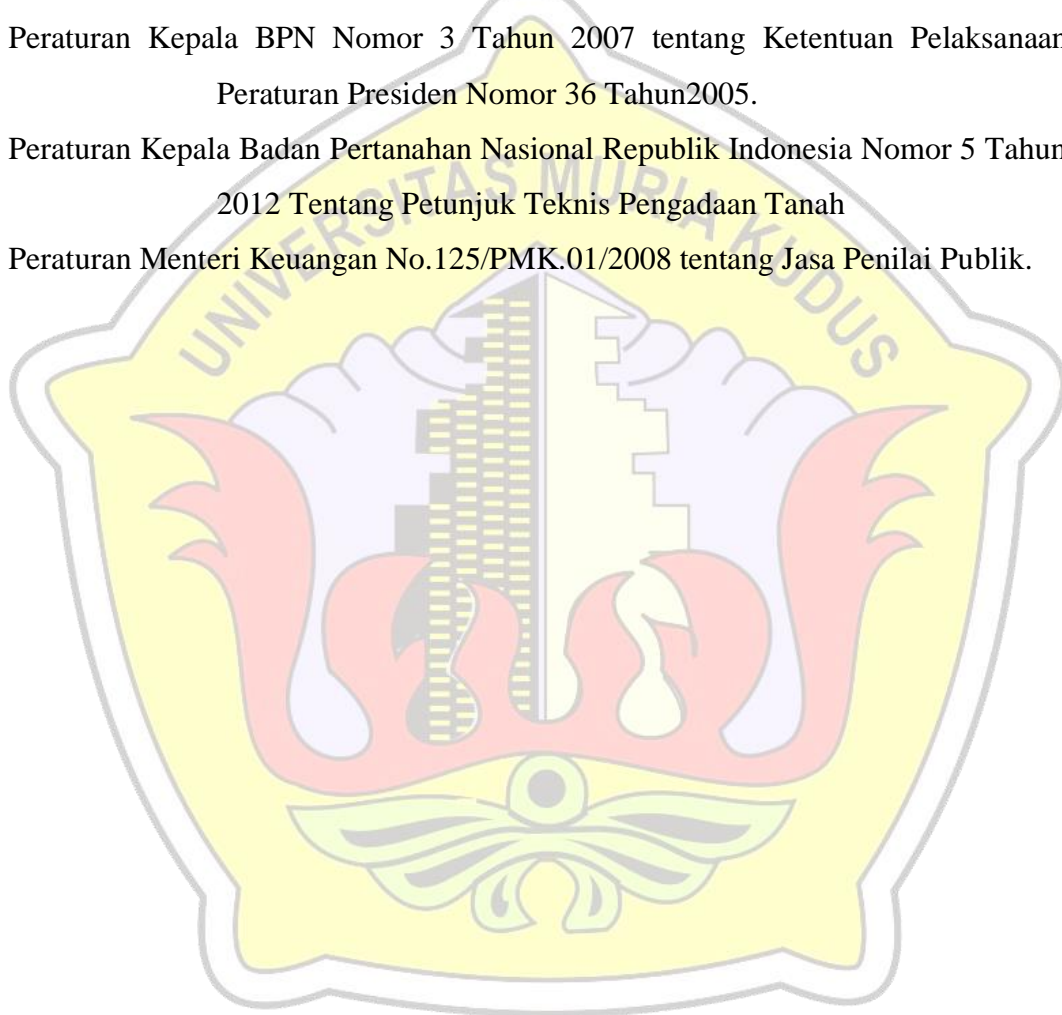 Peraturan Kepala BPN Nomor 3 Tahun 2007 tentang Ketentuan Pelaksanaan
Peraturan Presiden Nomor 36 Tahun2005.
Peraturan Kepala Badan Pertanahan Nasional Republik Indonesia Nomor 5 Tahun
2012 Tentang Petunjuk Teknis Pengadaan Tanah
Peraturan Menteri Keuangan No.125/PMK.01/2008 tentang Jasa Penilai Publik.
UNIVERSITAS MURIA KUDUS